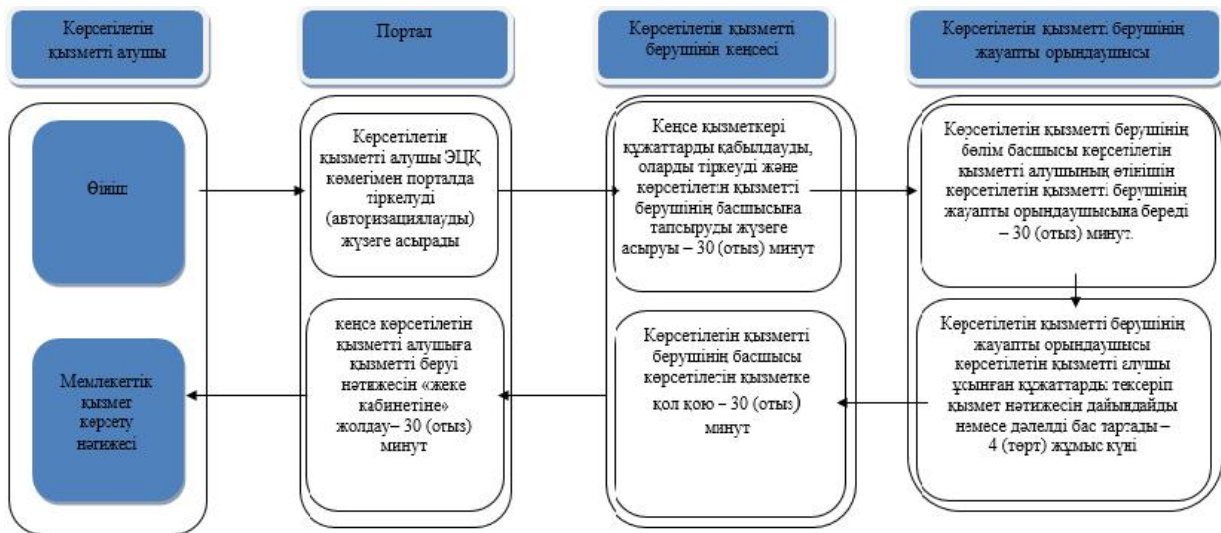 Көрсетілетін
қызметті алушы
Портал
Көрсетілетін қызметті
берушінің кеңсесі
Көрсетілетін қызметті берушінің
жауапты орындаушысы
Өтініш
Көрсетілетін
қызметті алушы ЭЦҚ
көмегімен порталда
тіркелуді
(авторизациялауды)
жүзеге асырады
Кеңсе қызметкері
құжаттарды қабылдауды,
оларды тіркеуді және
көрсетілетін қызметті
берушінің басшысына
тапсыруды жүзеге
асыруы – 30 (отыз) минут
Көрсетілетін қызметті берушінің
бөлім басшысы көрсетілетін
қызметті алушының өтінішін
көрсетілетін қызметті берушінің
жауапты орындаушысына береді
– 30 (отыз) минут.
Мемлекеттік
қызмет
көрсету
нәтижесі
кеңсе көрсетілетін
қызметті алушыға
қызметті беруі
нәтижесін «жеке
кабинетіне»
жолдау– 30 (отыз)
минут
Көрсетілетін қызметті
берушінің басшысы
көрсетілетін қызметке
қол қою – 30 (отыз)
минут
Көрсетілетін қызметті берушінің
жауапты орындаушысы
көрсетілетін қызметті алушы
ұсынған құжаттарды тексеріп
қызмет нәтижесін дайындайды
немесе дәлелді бас тартады –
4 (төрт) жұмыс күні